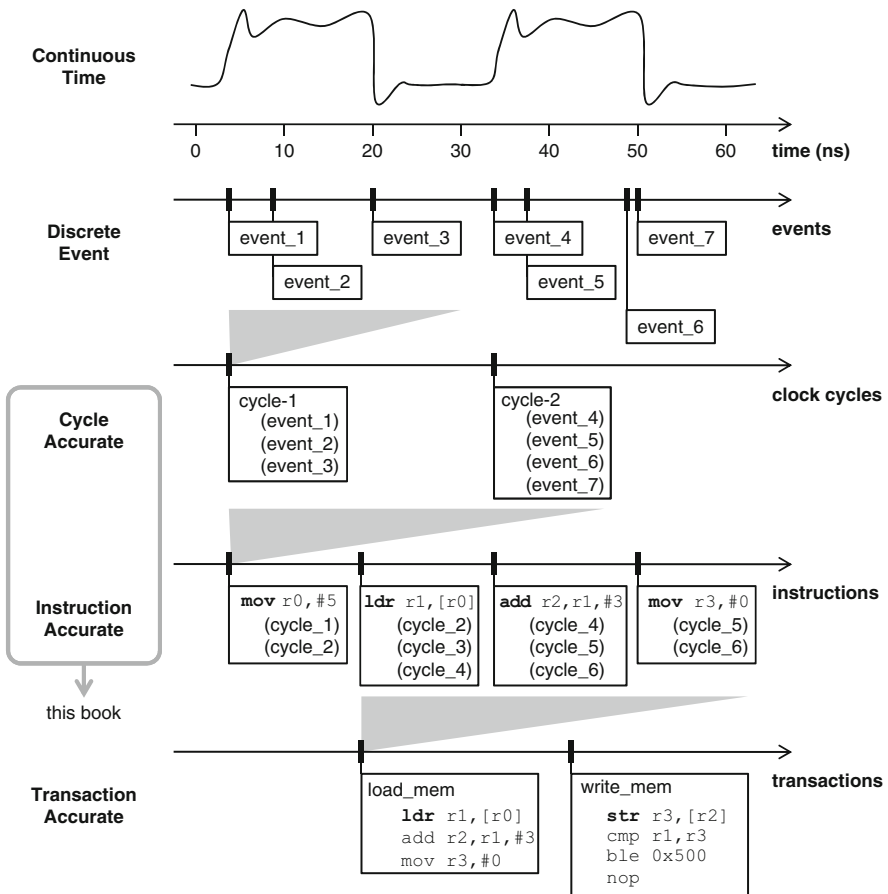 Continuous
Time
0 10 20 30 40 50 60 time (ns)
Discrete
Event
events
event_1 event_3 event_4 event_7
event_2 event_5
event_6
clock cycles
Cycle
Accurate
cycle-1
(event_1)
(event_2)
(event_3)
cycle-2
(event_4)
(event_5)
(event_6)
(event_7)
Instruction
Accurate
instructions
mov r0,#5
(cycle_1)
(cycle_2)
ldr r1,[r0]
(cycle_2)
(cycle_3)
(cycle_4)
add r2,r1,#3
(cycle_4)
(cycle_5)
(cycle_6)
mov r3,#0
(cycle_5)
(cycle_6)
this book
Transaction
Accurate
transactions
load_mem
ldr r1,[r0]
add r2,r1,#3
mov r3,#0
write_mem
str r3,[r2]
cmp r1,r3
ble 0x500
nop